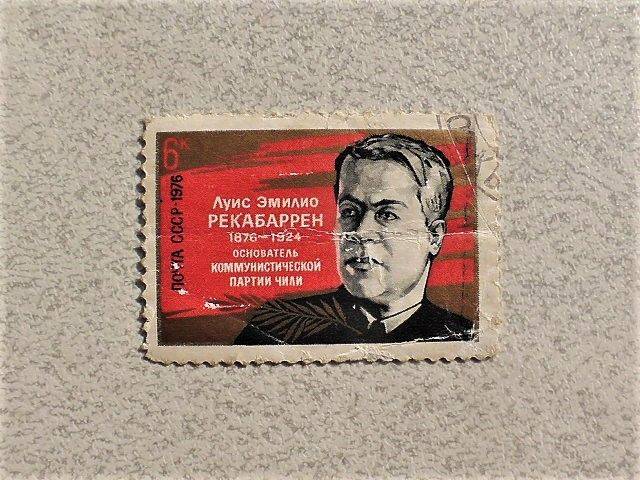 6к
ПОЧТА СССР 1976
Луис Эмилио
РЕКАБАРРЕН
1876–1924
ОСНОВАТЕЛЬ
КОММУНИСТИЧЕСКОЙ
ПАРТИИ ЧИЛИ